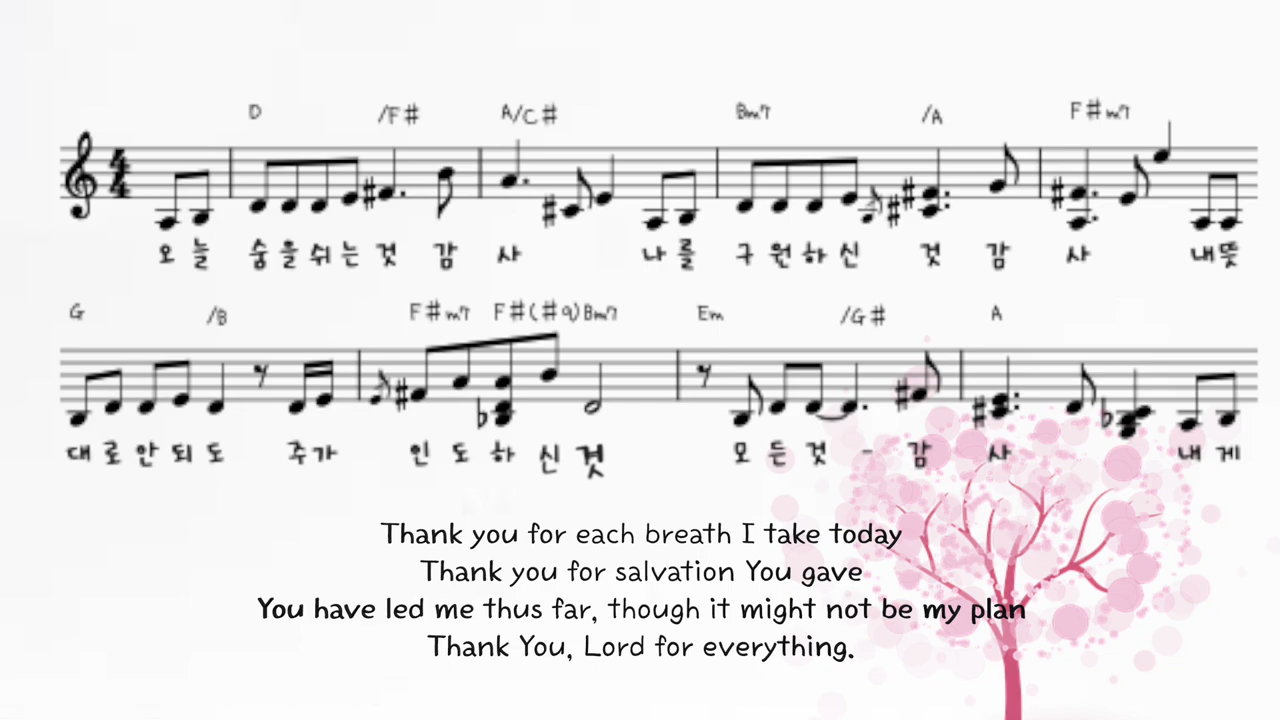 D /F# A/C# Bm7 /A F#m7
4
4
오 늘 숨 을 쉬 는 것 감 사 나 를 구 원 하 신 것 감 사 내 뜻
G /B F#m7 F#(#9) Bm7 Em /G# A
대 로 안 되 도 주 가 인 도 하 신 것 모 든 것 - 감 사 내 게
Thank you for each breath I take today
Thank you for salvation You gave
You have led me thus far, though it might not be my plan
Thank You, Lord for everything.